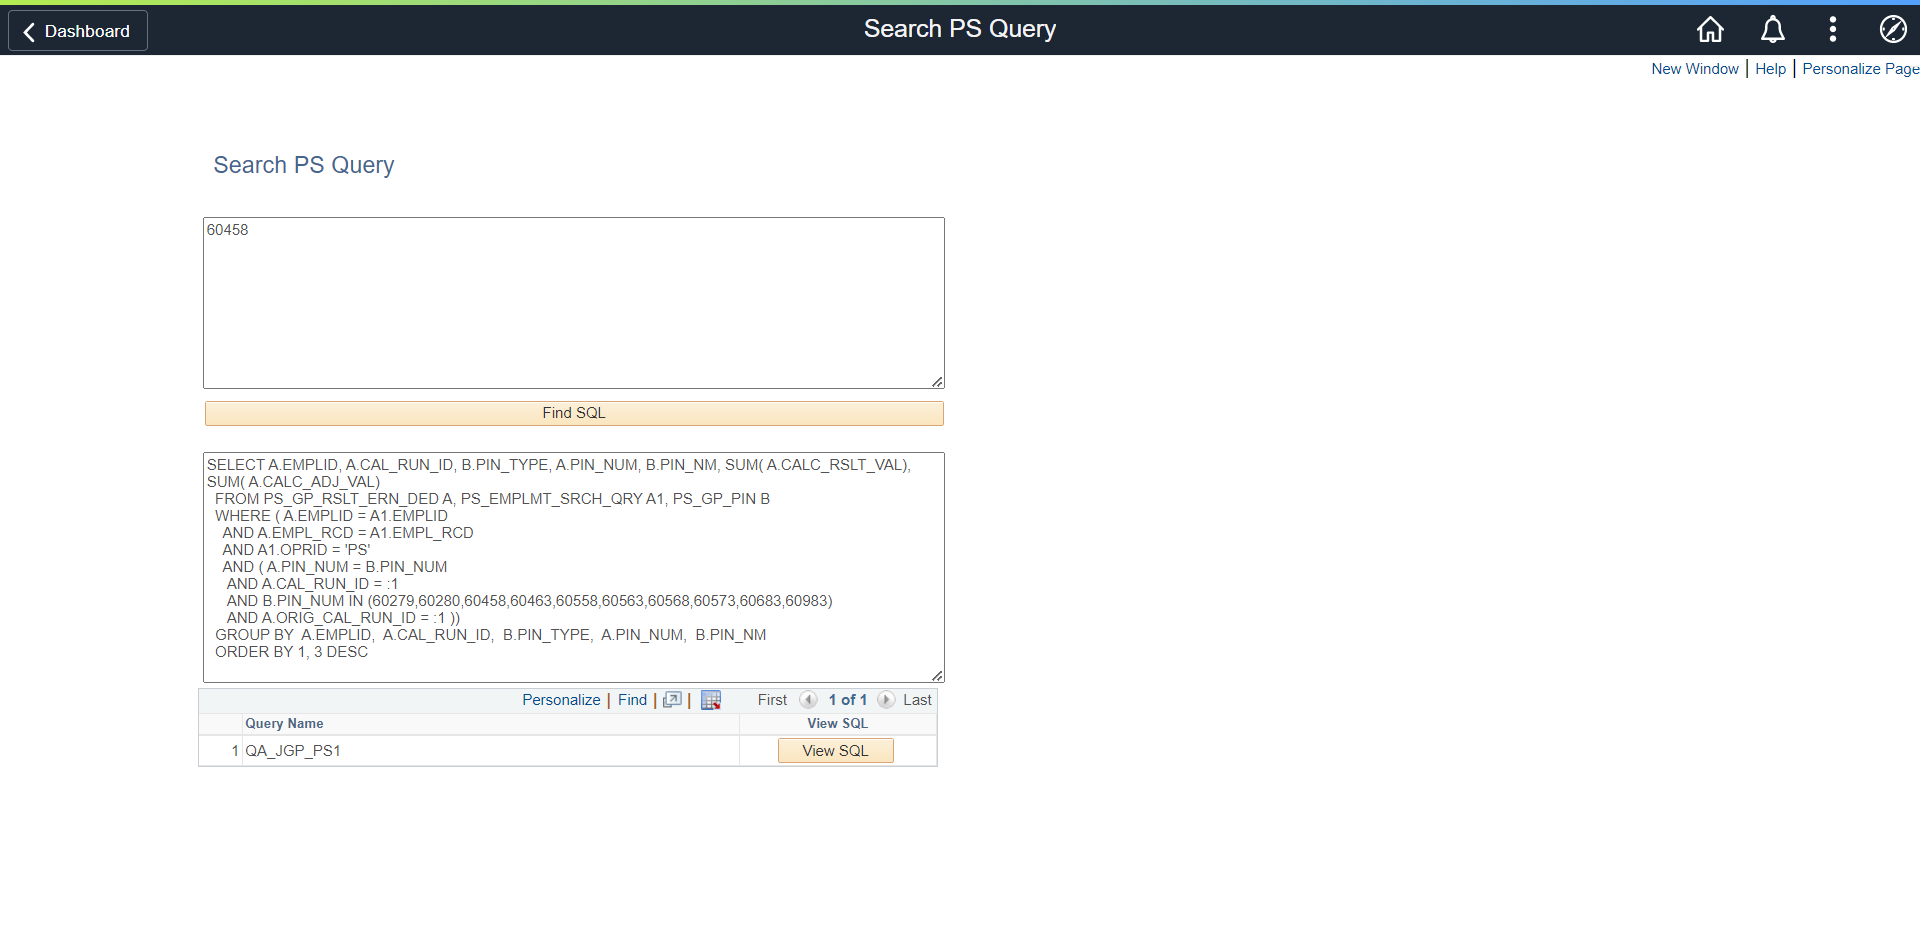 Dashboard
Search PS Query
New Window | Help | Personalize Page
Search PS Query
60458
Find SQL
SELECT A.EMPLID, A.CAL_RUN_ID, B.PIN_TYPE, A.PIN_NUM, B.PIN_NM, SUM( A.CALC_RSLT_VAL),
SUM( A.CALC_ADJ_VAL)
FROM PS_GP_RSLT_ERN_DED A, PS_EMPLMT_SRCH_QRY A1, PS_GP_PIN B
WHERE ( A.EMPLID = A1.EMPLID
AND A.EMPL_RCD = A1.EMPL_RCD
AND A1.OPRID = 'PS'
AND ( A.PIN_NUM = B.PIN_NUM
AND A.CAL_RUN_ID = :1
AND B.PIN_NUM IN (60279,60280,60458,60463,60558,60563,60568,60573,60683,60983)
AND A.ORIG_CAL_RUN_ID = :1 ))
GROUP BY  A.EMPLID,  A.CAL_RUN_ID,  B.PIN_TYPE,  A.PIN_NUM,  B.PIN_NM
ORDER BY 1, 3 DESC
Personalize | Find | | First 1 of 1 Last
Query Name View SQL
1 QA_JGP_PS1 View SQL